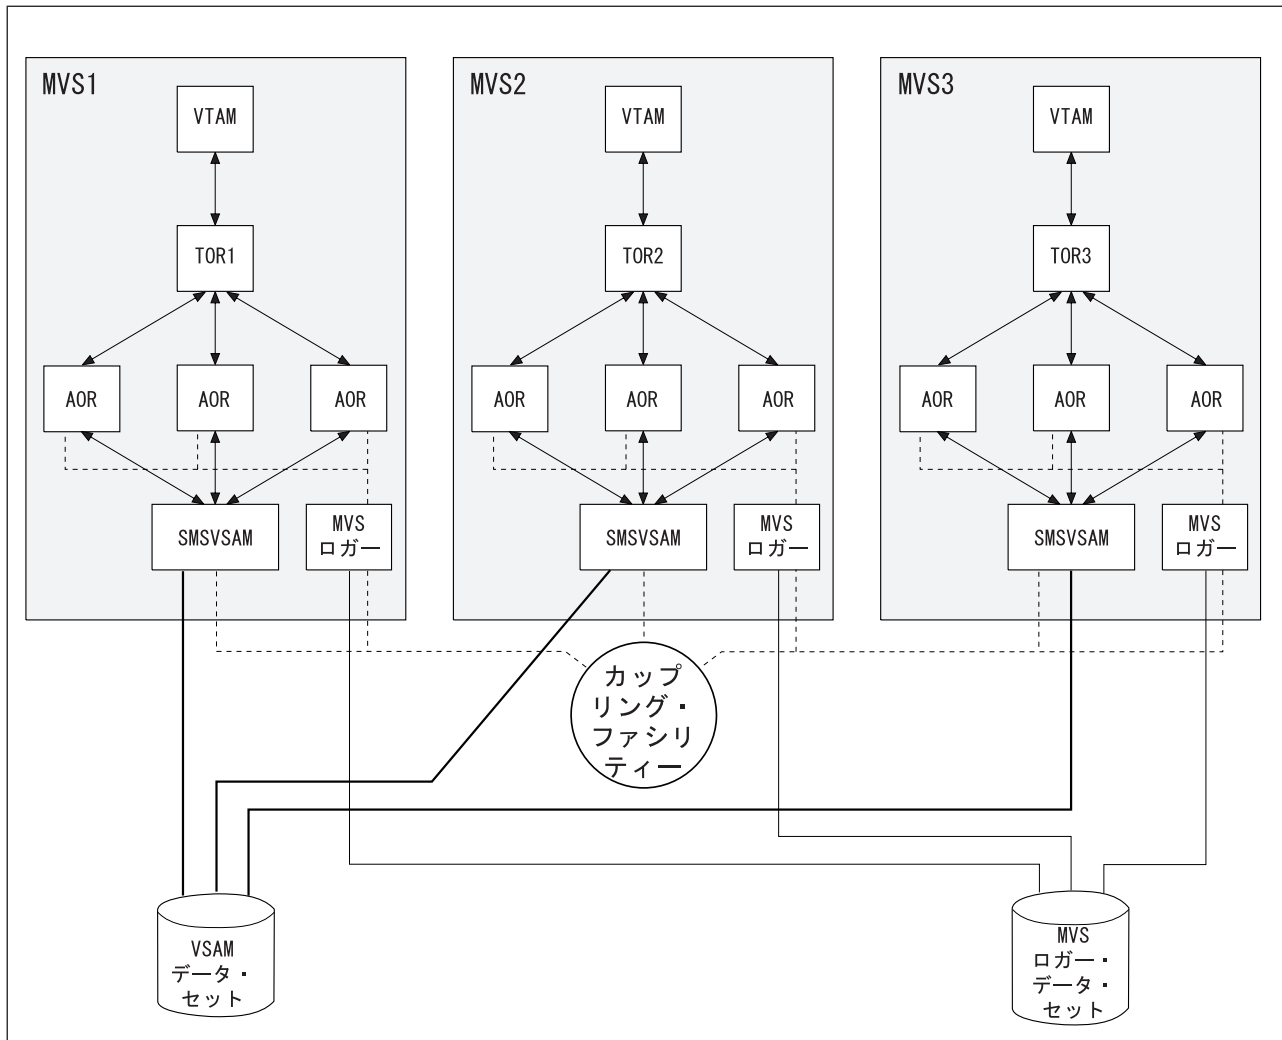 MVS1
MVS2
MVS3
VTAM
VTAM
VTAM
TOR1
TOR2
TOR3
AOR
AOR
AOR
AOR
AOR
AOR
AOR
AOR
AOR
SMSVSAM
MVS
ロガー
SMSVSAM
MVS
ロガー
SMSVSAM
MVS
ロガー
カップ
リング・
ファシリ
ティー
VSAM
データ・
セット
MVS
ロガー・
データ・
セット